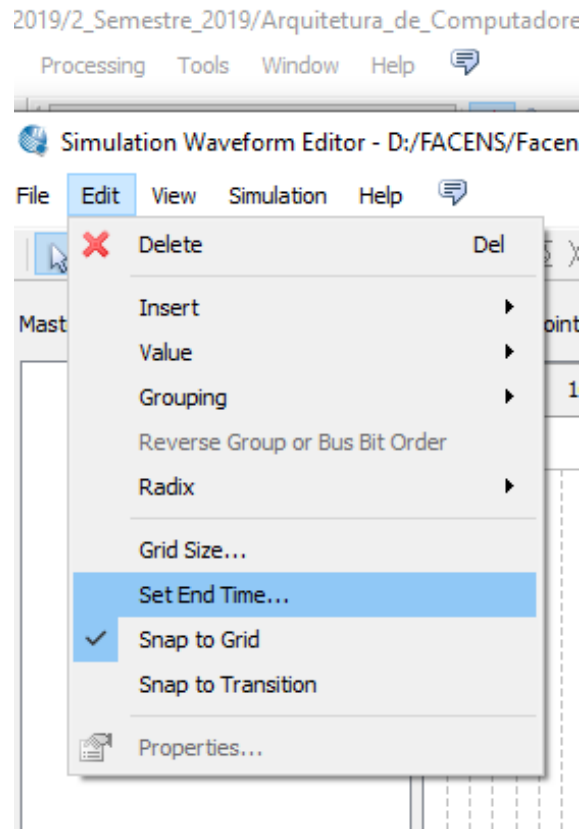 2019/2_Semestre_2019/Arquitetura_de_Computadore
Processing Tools Window Help
Simulation Waveform Editor - D:/FACENS/Facen
File Edit View Simulation Help
Delete Del
Insert
Mast oint
Value
Grouping 1
Reverse Group or Bus Bit Order
Radix
Grid Size...
Set End Time...
Snap to Grid
Snap to Transition
Properties...